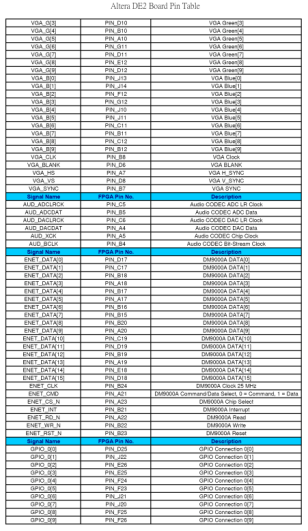 Altera DE2 Board Pin Table
VGA_G[3] PIN_D10 VGA Green[3]
VGA_G[4] PIN_B10 VGA Green[4]
VGA_G[5] PIN_A10 VGA Green[5]
VGA_G[6] PIN_G11 VGA Green[6]
VGA_G[7] PIN_D11 VGA Green[7]
VGA_G[8] PIN_E12 VGA Green[8]
VGA_G[9] PIN_D12 VGA Green[9]
VGA_B[0] PIN_J13 VGA Blue[0]
VGA_B[1] PIN_J14 VGA Blue[1]
VGA_B[2] PIN_F12 VGA Blue[2]
VGA_B[3] PIN_G12 VGA Blue[3]
VGA_B[4] PIN_J10 VGA Blue[4]
VGA_B[5] PIN_J11 VGA Blue[5]
VGA_B[6] PIN_C11 VGA Blue[6]
VGA_B[7] PIN_B11 VGA Blue[7]
VGA_B[8] PIN_C12 VGA Blue[8]
VGA_B[9] PIN_B12 VGA Blue[9]
VGA_CLK PIN_B8 VGA Clock
VGA_BLANK PIN_D6 VGA BLANK
VGA_HS PIN_A7 VGA H_SYNC
VGA_VS PIN_D8 VGA V_SYNC
VGA_SYNC PIN_B7 VGA SYNC
Signal Name FPGA Pin No. Description
AUD_ADCLRCK PIN_C5 Audio CODEC ADC LR Clock
AUD_ADCDAT PIN_B5 Audio CODEC ADC Data
AUD_DACLRCK PIN_C6 Audio CODEC DAC LR Clock
AUD_DACDAT PIN_A4 Audio CODEC DAC Data
AUD_XCK PIN_A5 Audio CODEC Chip Clock
AUD_BCLK PIN_B4 Audio CODEC Bit-Stream Clock
Signal Name FPGA Pin No. Description
ENET_DATA[0] PIN_D17 DM9000A DATA[0]
ENET_DATA[1] PIN_C17 DM9000A DATA[1]
ENET_DATA[2] PIN_B18 DM9000A DATA[2]
ENET_DATA[3] PIN_A18 DM9000A DATA[3]
ENET_DATA[4] PIN_B17 DM9000A DATA[4]
ENET_DATA[5] PIN_A17 DM9000A DATA[5]
ENET_DATA[6] PIN_B16 DM9000A DATA[6]
ENET_DATA[7] PIN_B15 DM9000A DATA[7]
ENET_DATA[8] PIN_B20 DM9000A DATA[8]
ENET_DATA[9] PIN_A20 DM9000A DATA[9]
ENET_DATA[10] PIN_C19 DM9000A DATA[10]
ENET_DATA[11] PIN_D19 DM9000A DATA[11]
ENET_DATA[12] PIN_B19 DM9000A DATA[12]
ENET_DATA[13] PIN_A19 DM9000A DATA[13]
ENET_DATA[14] PIN_E18 DM9000A DATA[14]
ENET_DATA[15] PIN_D18 DM9000A DATA[15]
ENET_CLK PIN_B24 DM9000A Clock 25 MHz
ENET_CMD PIN_A21 DM9000A Command/Data Select, 0 = Command, 1 = Data
ENET_CS_N PIN_A23 DM9000A Chip Select
ENET_INT PIN_B21 DM9000A Interrupt
ENET_RD_N PIN_A22 DM9000A Read
ENET_WR_N PIN_B22 DM9000A Write
ENET_RST_N PIN_B23 DM9000A Reset
Signal Name FPGA Pin No. Description
GPIO_0[0] PIN_D25 GPIO Connection 0[0]
GPIO_0[1] PIN_J22 GPIO Connection 0[1]
GPIO_0[2] PIN_E26 GPIO Connection 0[2]
GPIO_0[3] PIN_E25 GPIO Connection 0[3]
GPIO_0[4] PIN_F24 GPIO Connection 0[4]
GPIO_0[5] PIN_F23 GPIO Connection 0[5]
GPIO_0[6] PIN_J21 GPIO Connection 0[6]
GPIO_0[7] PIN_J20 GPIO Connection 0[7]
GPIO_0[8] PIN_F25 GPIO Connection 0[8]
GPIO_0[9] PIN_F26 GPIO Connection 0[9]